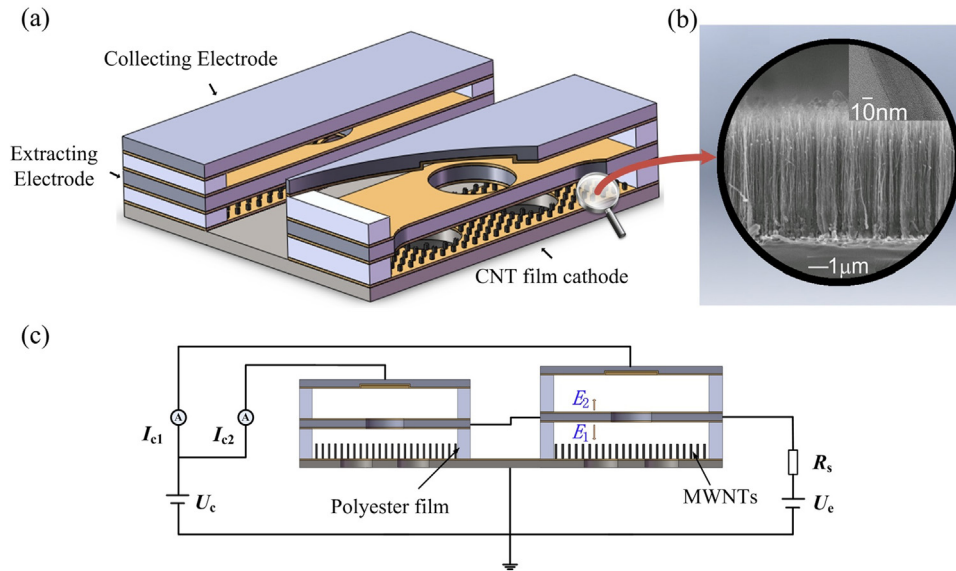 (a)
(b)
Collecting Electrode
Extracting
Electrode
CNT film cathode
10nm
1μm
(c)
E2
E1
A
A
Ic1
Ic2
Uc
Polyester film
MWNTs
Rs
Ue